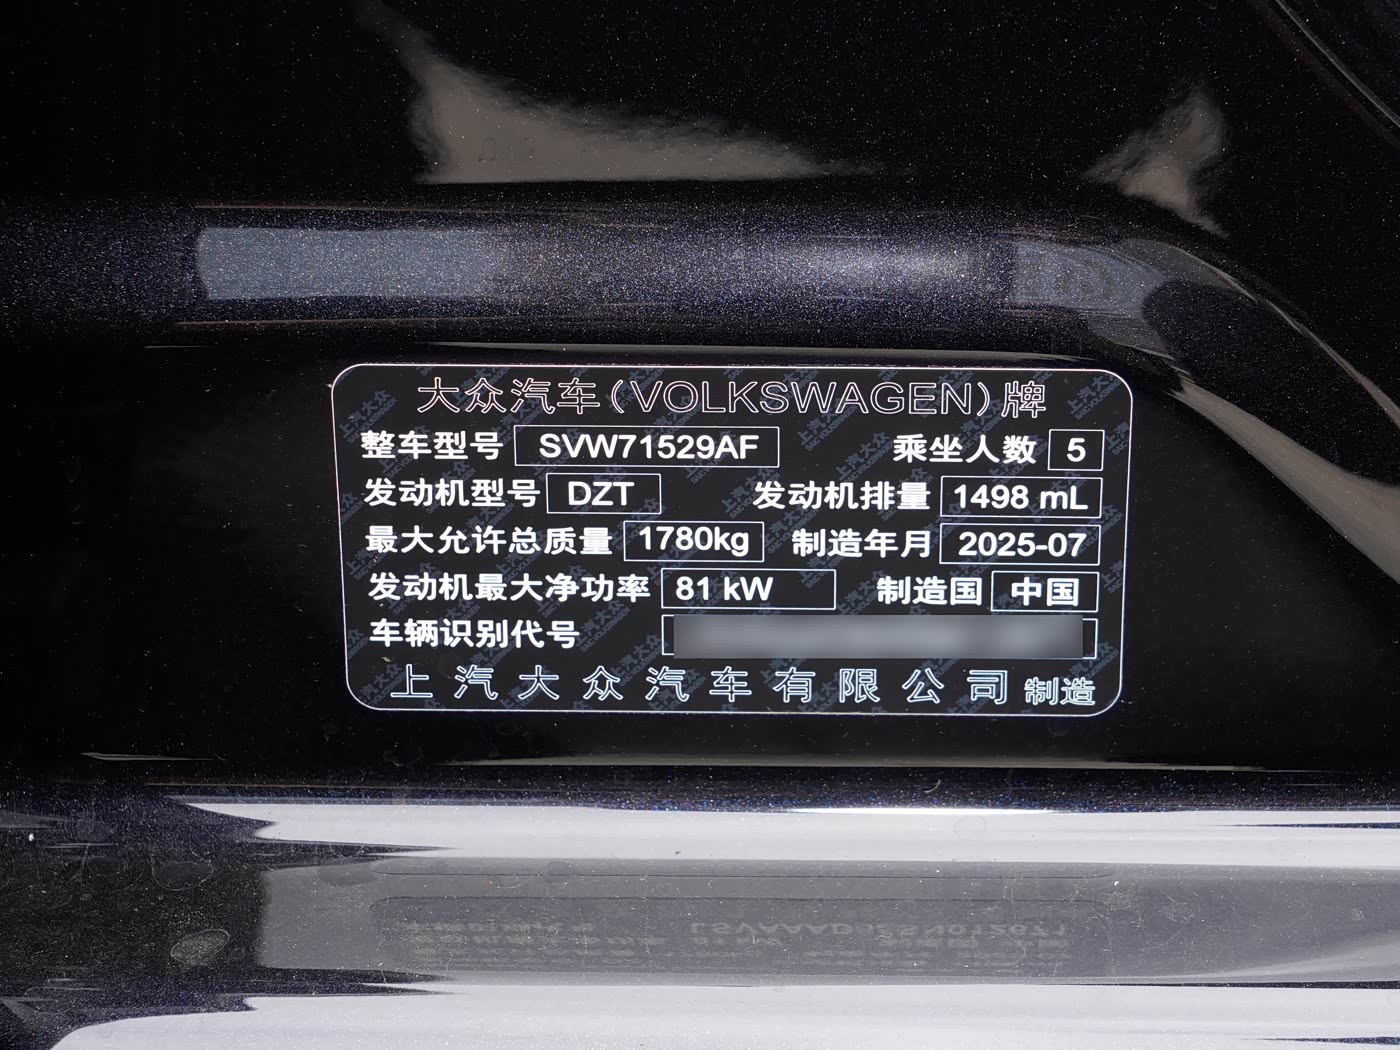 大众汽车(VOLKSWAGEN)牌
整车型号 SVW71529AF 乘坐人数 5
发动机型号 DZT 发动机排量 1498 mL
最大允许总质量 1780kg 制造年月 2025-07
发动机最大净功率 81 kW 制造国 中国
车辆识别代号
上汽大众汽车有限公司制造